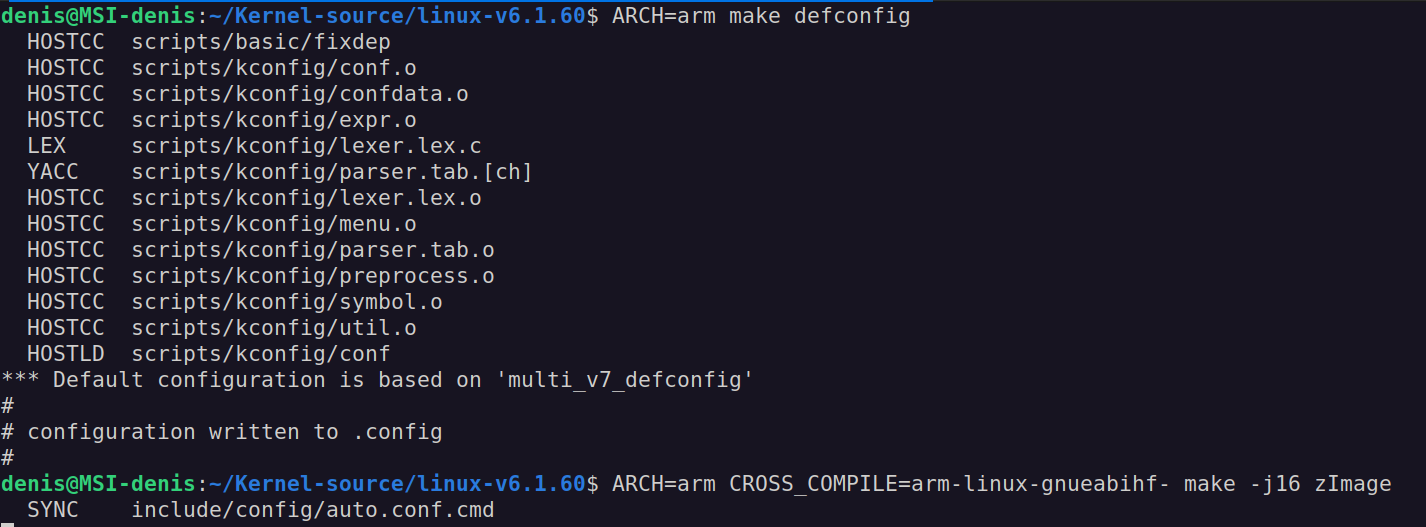 denis@MSI-denis:~/Kernel-source/linux-v6.1.60$ ARCH=arm make defconfig
  HOSTCC  scripts/basic/fixdep
  HOSTCC  scripts/kconfig/conf.o
  HOSTCC  scripts/kconfig/confdata.o
  HOSTCC  scripts/kconfig/expr.o
  LEX     scripts/kconfig/lexer.lex.c
  YACC    scripts/kconfig/parser.tab.[ch]
  HOSTCC  scripts/kconfig/lexer.lex.o
  HOSTCC  scripts/kconfig/menu.o
  HOSTCC  scripts/kconfig/parser.tab.o
  HOSTCC  scripts/kconfig/preprocess.o
  HOSTCC  scripts/kconfig/symbol.o
  HOSTCC  scripts/kconfig/util.o
  HOSTLD  scripts/kconfig/conf
*** Default configuration is based on 'multi_v7_defconfig'
#
# configuration written to .config
#
denis@MSI-denis:~/Kernel-source/linux-v6.1.60$ ARCH=arm CROSS_COMPILE=arm-linux-gnueabihf- make -j16 zImage
  SYNC    include/config/auto.conf.cmd